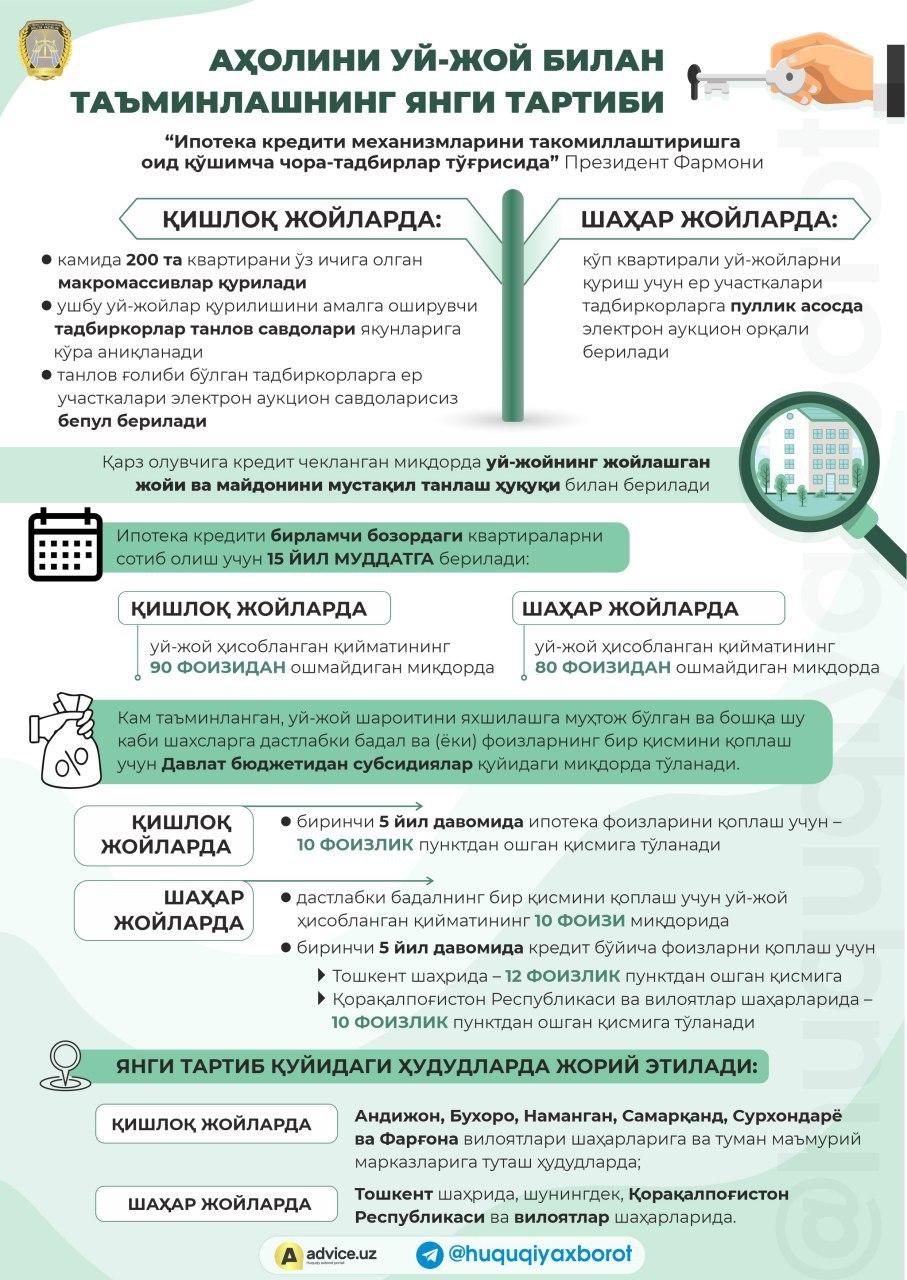 АҲОЛИНИ УЙ-ЖОЙ БИЛАН
ТАЪМИНЛАШНИНГ ЯНГИ ТАРТИБИ
“Ипотека кредити механизмларини такомиллаштиришга
оид қўшимча чора-тадбирлар тўғрисида” Президент Фармони
ҚИШЛОҚ ЖОЙЛАРДА:
● камида 200 та квартирани ўз ичига олган
макромассивлар қурилади
● ушбу уй-жойлар қурилишини амалга оширувчи
тадбиркорлар танлов савдолари якунларига
кўра аниқланади
● танлов ғолиби бўлган тадбиркорларга ер
участкалари электрон аукцион савдоларисиз
бепул берилади
ШАҲАР ЖОЙЛАРДА:
кўп квартирали уй-жойларни
қуриш учун ер участкалари
тадбиркорларга пуллик асосда
электрон аукцион орқали
берилади
Қарз олувчига кредит чекланган миқдорда уй-жойнинг жойлашган
жойи ва майдонини мустақил танлаш ҳуқуқи билан берилади
Ипотека кредити бирламчи бозордаги квартираларни
сотиб олиш учун 15 ЙИЛ МУДДАТГА берилади:
ҚИШЛОҚ ЖОЙЛАРДА
уй-жой ҳисобланган қийматининг
90 ФОИЗИДАН ошмайдиган миқдорда
ШАҲАР ЖОЙЛАРДА
уй-жой ҳисобланган қийматининг
80 ФОИЗИДАН ошмайдиган миқдорда
Кам таъминланган, уй-жой шароитини яхшилашга муҳтож бўлган ва бошқа шу
каби шахсларга дастлабки бадал ва (ёки) фоизларнинг бир қисмини қоплаш
учун Давлат бюджетидан субсидиялар қуйидаги миқдорда тўланади.
%
ҚИШЛОҚ
ЖОЙЛАРДА
● биринчи 5 йил давомида ипотека фоизларини қоплаш учун –
10 ФОИЗЛИК пунктдан ошган қисмига тўланади
ШАҲАР
ЖОЙЛАРДА
● дастлабки бадалнинг бир қисмини қоплаш учун уй-жой
ҳисобланган қийматининг 10 ФОИЗИ миқдорида
● биринчи 5 йил давомида кредит бўйича фоизларни қоплаш учун
Тошкент шаҳрида – 12 ФОИЗЛИК пунктдан ошган қисмига
Қорақалпоғистон Республикаси ва вилоятлар шаҳарларида –
10 ФОИЗЛИК пунктдан ошган қисмига тўланади
ЯНГИ ТАРТИБ ҚУЙИДАГИ ҲУДУДЛАРДА ЖОРИЙ ЭТИЛАДИ:
ҚИШЛОҚ ЖОЙЛАРДА
Андижон, Бухоро, Наманган, Самарқанд, Сурхондарё
ва Фарғона вилоятлари шаҳарларига ва туман маъмурий
марказларига туташ ҳудудларда;
ШАҲАР ЖОЙЛАРДА
Тошкент шаҳрида, шунингдек, Қорақалпоғистон
Республикаси ва вилоятлар шаҳарларида.
advice.uz
Huquqiy axborot portali
@huquqiyaxborot
@huquqiyaxborot